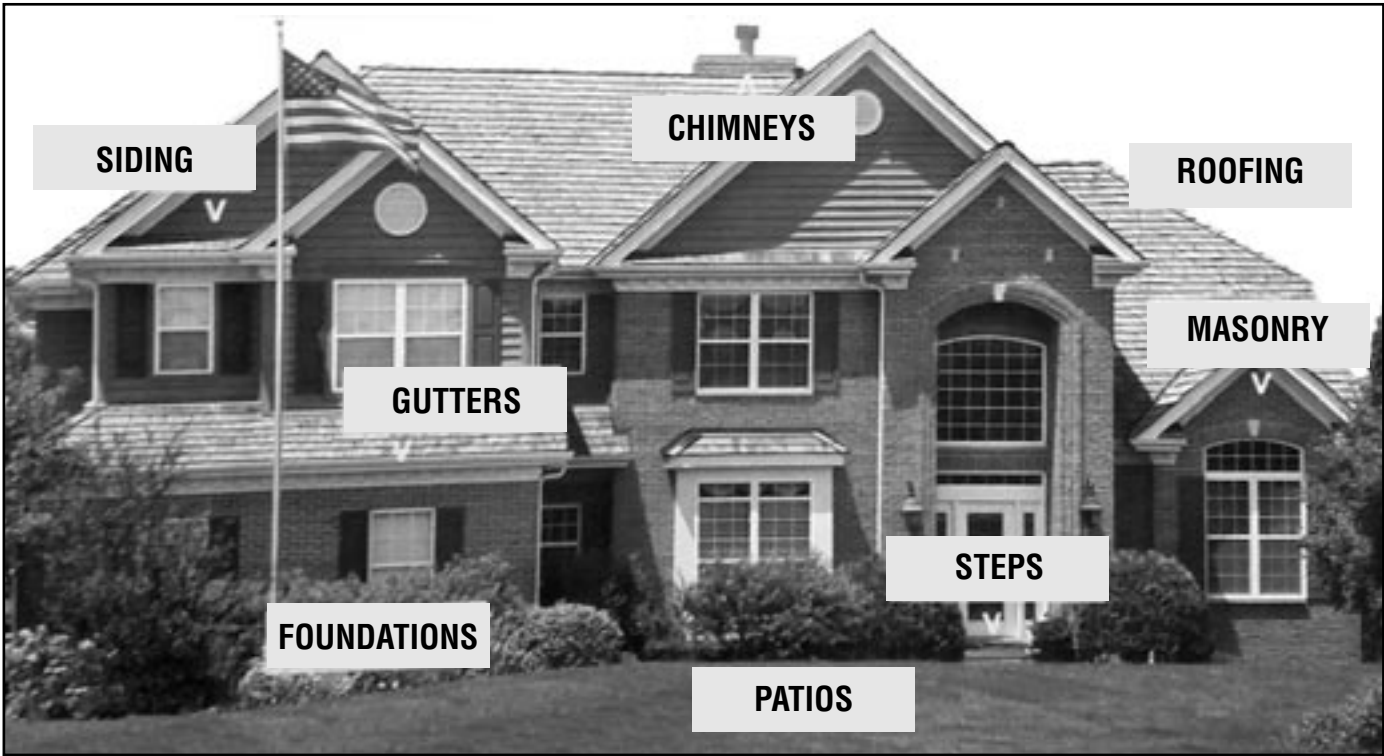 CHIMNEYS
SIDING
ROOFING
MASONRY
GUTTERS
STEPS
FOUNDATIONS
PATIOS